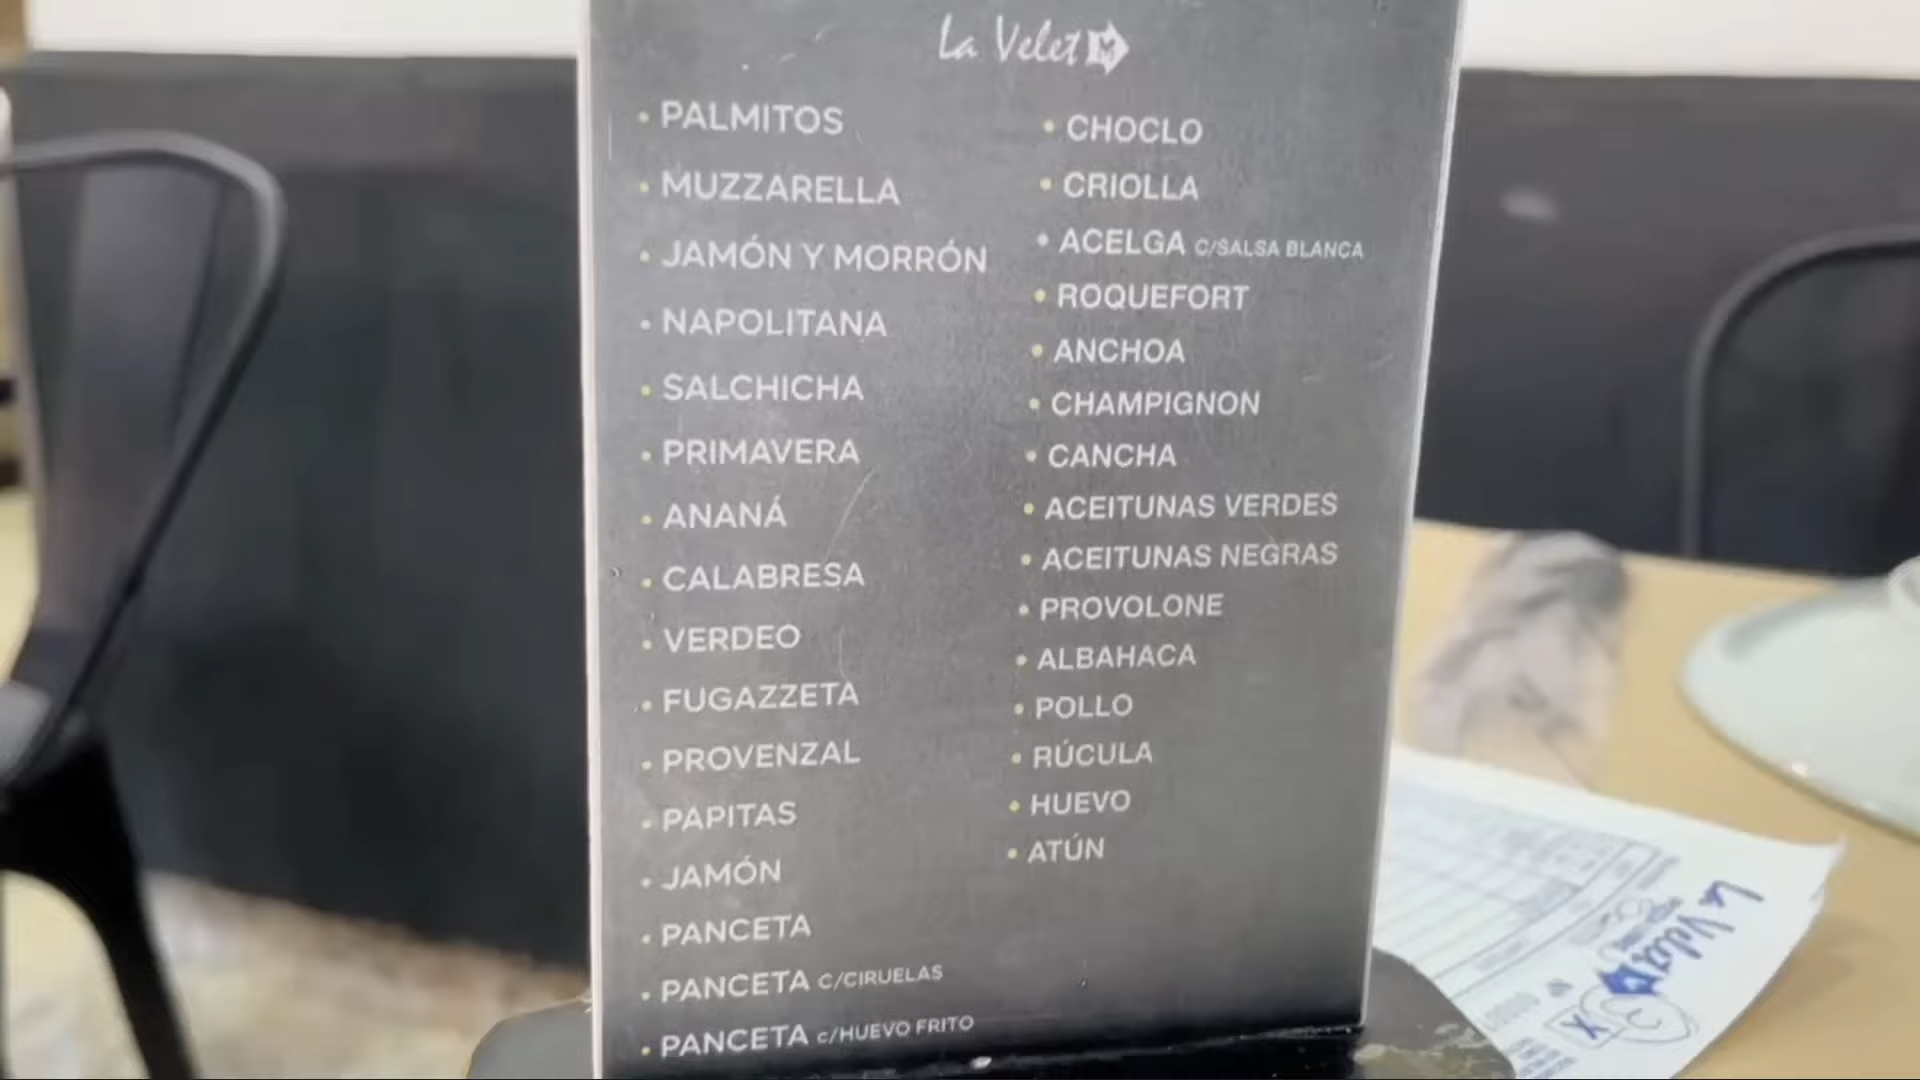 La Velet
PALMITOS
MUZZARELLA
JAMÓN Y MORRÓN
NAPOLITANA
SALCHICHA
PRIMAVERA
ANANÁ
CALABRESA
VERDEO
FUGAZZETA
PROVENZAL
PAPITAS
JAMÓN
PANCETA
PANCETA C/CIRUELAS
PANCETA C/HUEVO FRITO
CHOCLO
CRIOLLA
ACELGA C/SALSA BLANCA
ROQUEFORT
ANCHOA
CHAMPIGNON
CANCHA
ACEITUNAS VERDES
ACEITUNAS NEGRAS
PROVOLONE
ALBAHACA
POLLO
RÚCULA
HUEVO
ATÚN
La
X